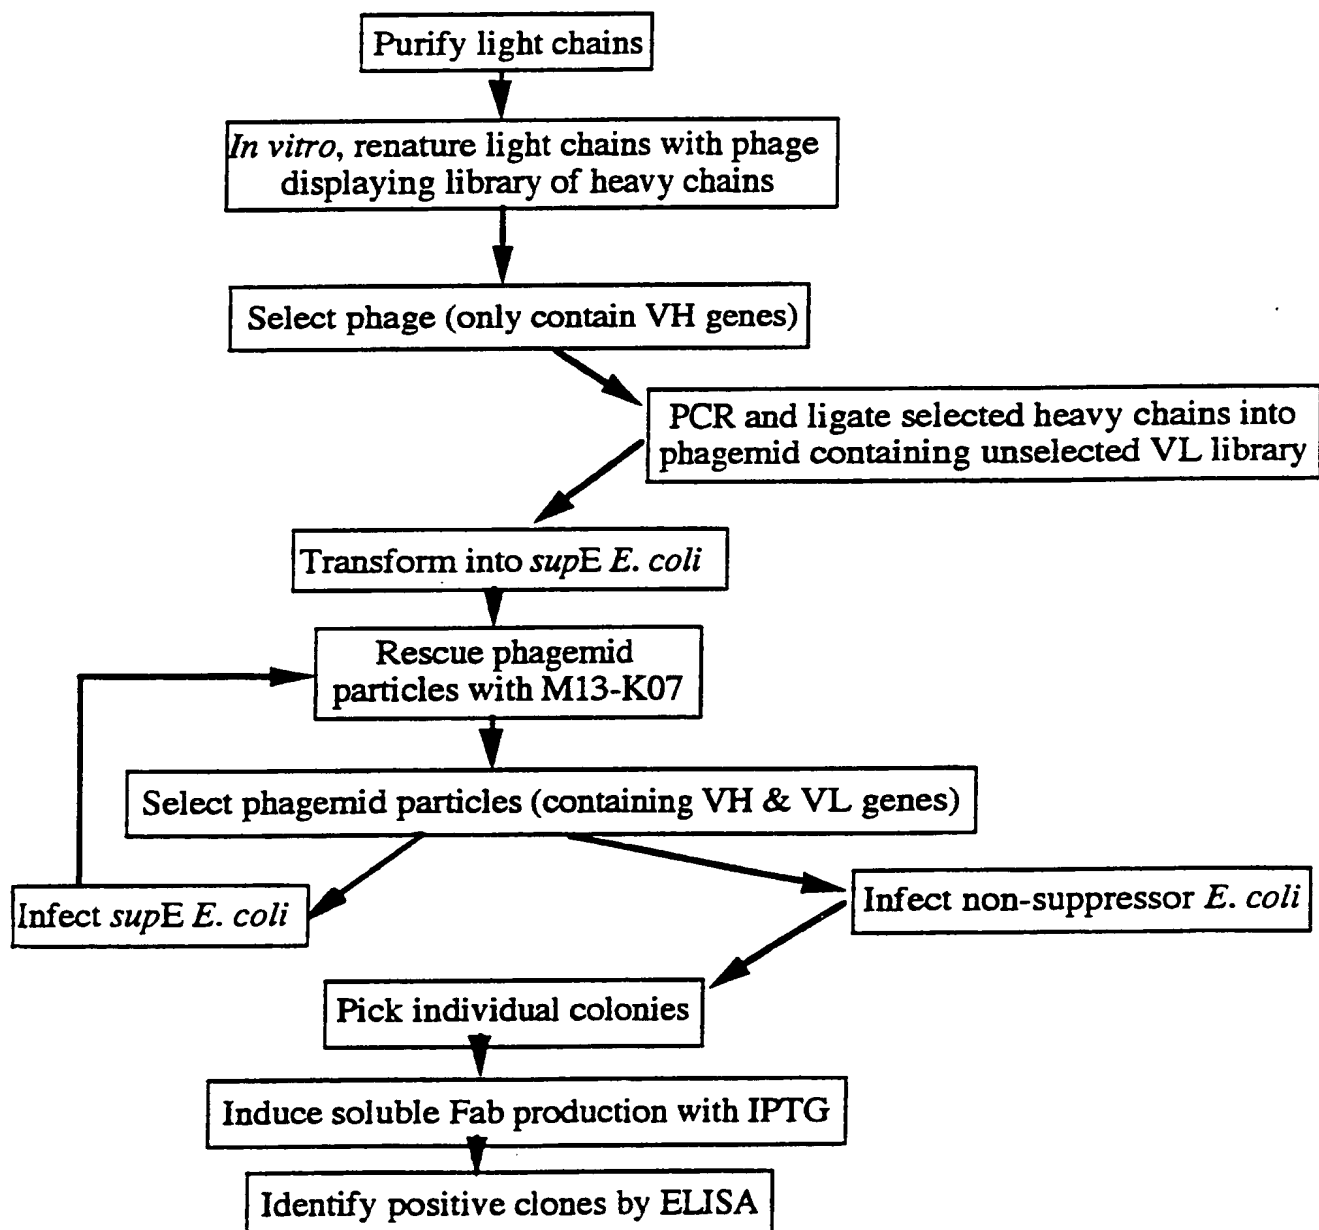 Purify light chains
In vitro, renature light chains with phage
displaying library of heavy chains
Select phage (only contain VH genes)
PCR and ligate selected heavy chains into
phagemid containing unselected VL library
Transform into supE E. coli
Rescue phagemid
particles with M13-K07
Select phagemid particles (containing VH & VL genes)
Infect supE E. coli
Infect non-suppressor E. coli
Pick individual colonies
Induce soluble Fab production with IPTG
Identify positive clones by ELISA